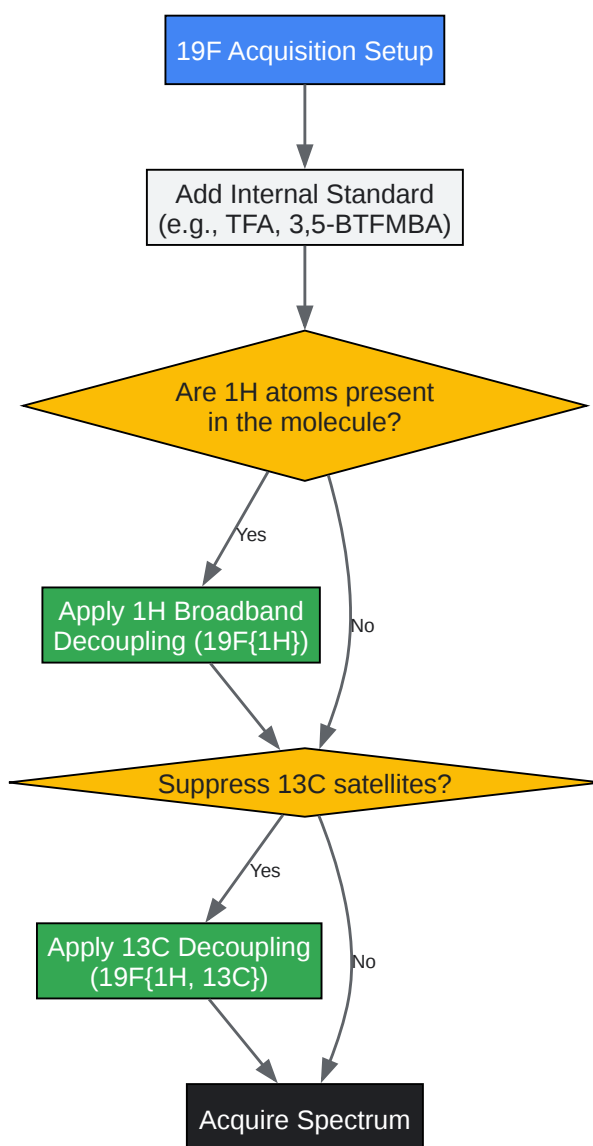 19F Acquisition Setup
Add Internal Standard
(e.g., TFA, 3,5-BTFMBA)
Are 1H atoms present
in the molecule?
Yes
No
Apply 1H Broadband
Decoupling (19F{1H})
Suppress 13C satellites?
Yes
No
Apply 13C Decoupling
(19F{1H, 13C})
Acquire Spectrum